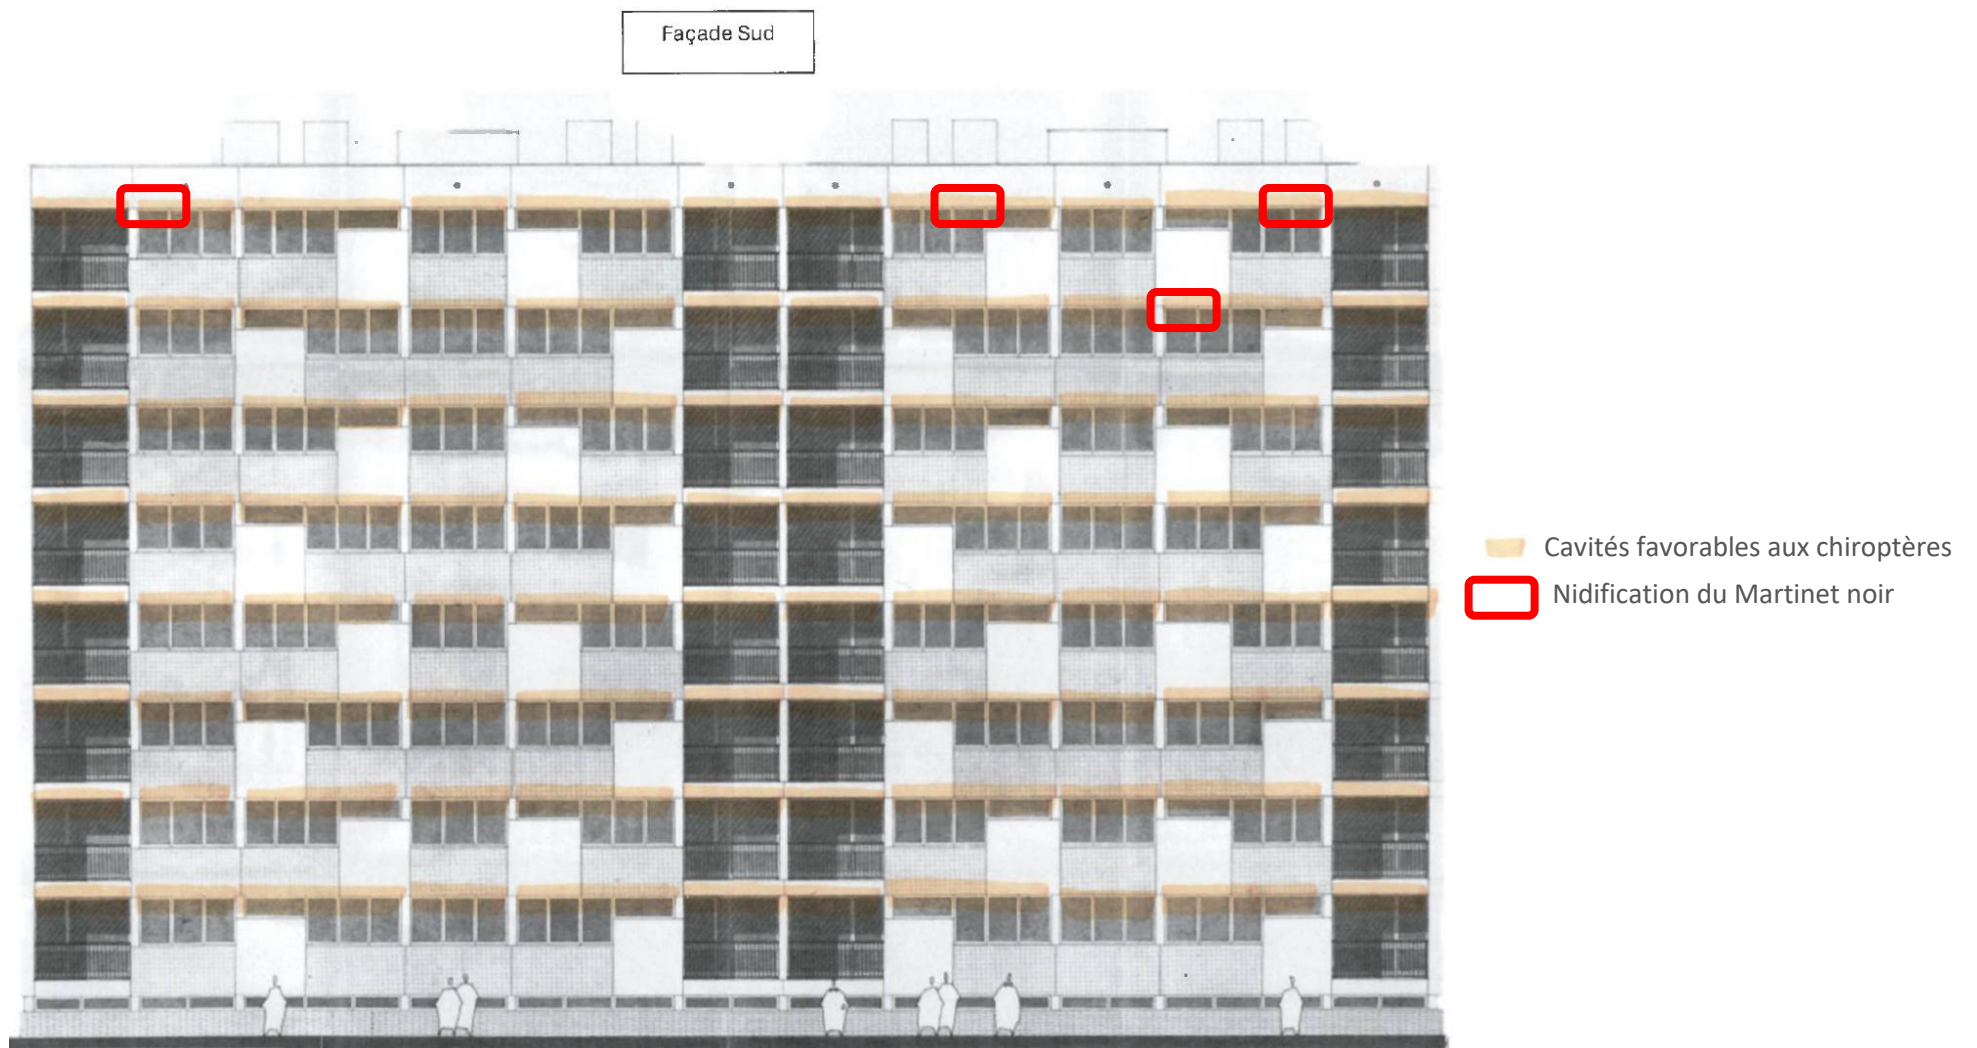 Façade Sud
Cavités favorables aux chiroptères
Nidification du Martinet noir